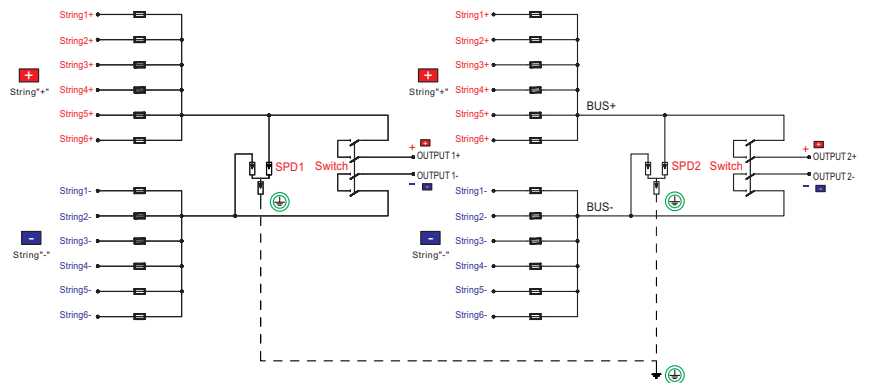 String1+
String2+
String3+
+
String"+"
String4+
String5+
String6+
SPD1
Switch
+ +
OUTPUT 1+
OUTPUT 1-
- -
String1-
String2-
-
String"-"
String3-
String4-
String5-
String6-
String1+
String2+
String3+
+
String"+"
String4+
String5+
BUS+
String6+
SPD2
Switch
+ +
OUTPUT 2+
OUTPUT 2-
- -
String1-
BUS-
String2-
-
String"-"
String3-
String4-
String5-
String6-